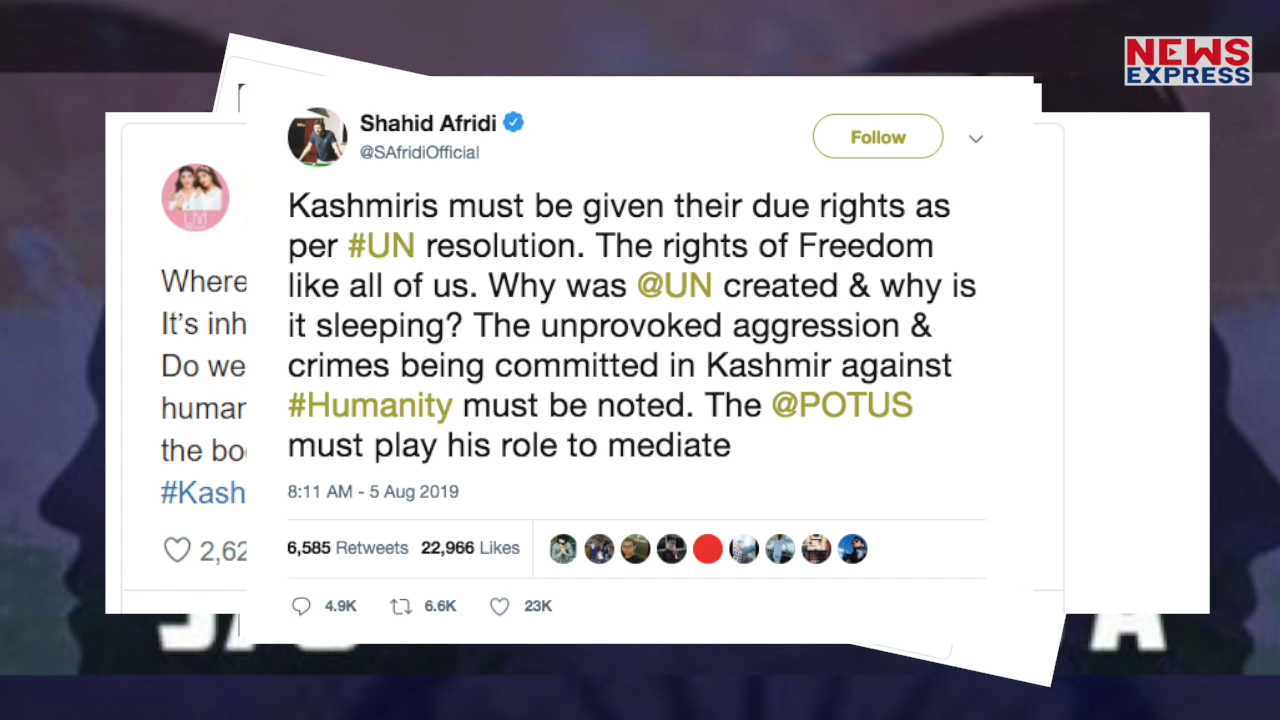 NEWS
EXPRESS
Shahid Afridi
@SAfridiOfficial
Follow
Kashmiris must be given their due rights as
per #UN resolution. The rights of Freedom
like all of us. Why was @UN created & why is
it sleeping? The unprovoked aggression &
crimes being committed in Kashmir against
#Humanity must be noted. The @POTUS
must play his role to mediate
8:11 AM - 5 Aug 2019
6,585 Retweets 22,966 Likes
4.9K 6.6K 23K
Where
It's inh
Do we
human
the bo
#Kash
2,62
A